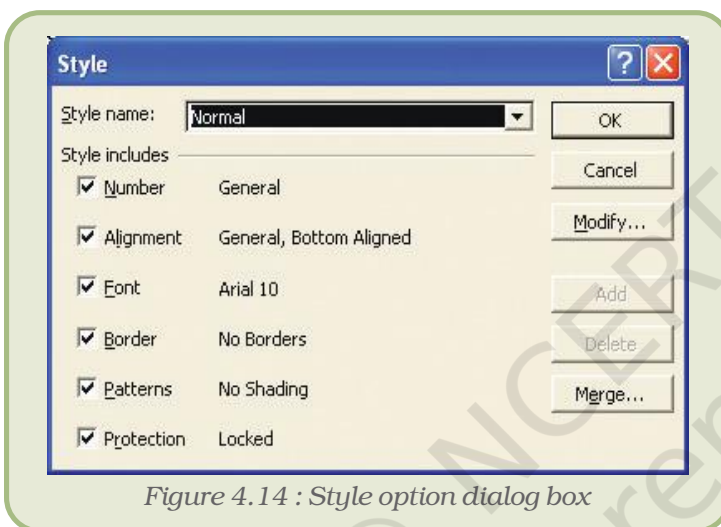 Style
Style name: Normal
OK
Style includes
Cancel
Number General
Modify...
Alignment General, Bottom Aligned
Font Arial 10
Add
Border No Borders
Delete
Patterns No Shading
Merge...
Protection Locked
Figure 4.14 : Style option dialog box
© NCERT